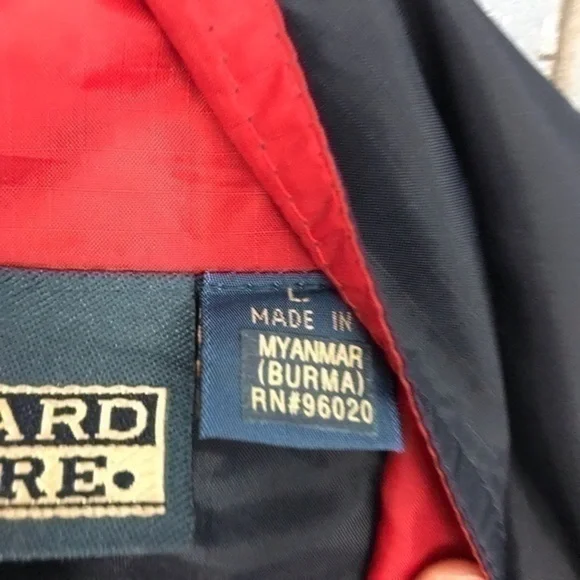 L.
MADE IN
MYANMAR
(BURMA)
RN#96020
ARD
RE.